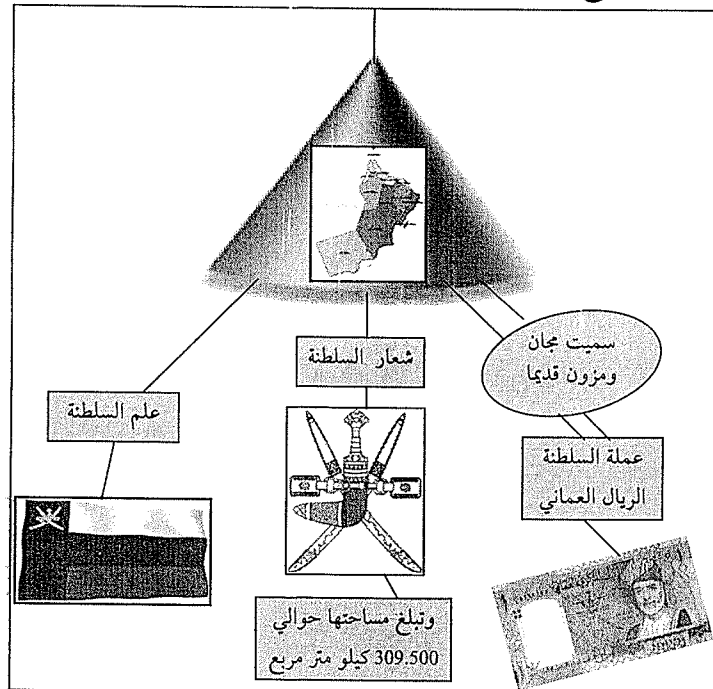 سميت مجان
ومزون قديما
شعار السلطنة
علم السلطنة
عملة السلطنة
الريال العماني
وتبلغ مساحتها حوالي
309.500 كيلو متر مربع